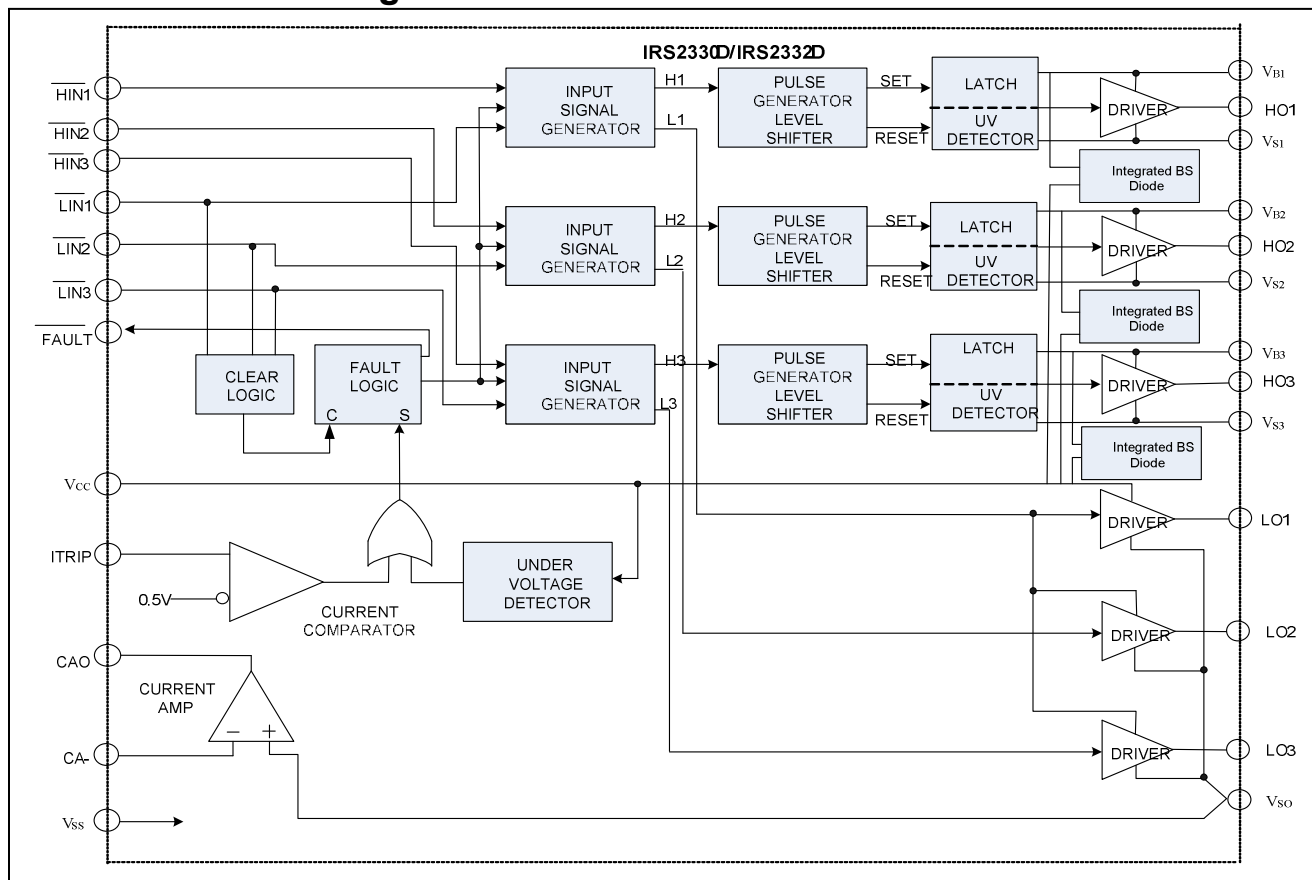 IRS2330D/IRS2332D
HIN1
HIN2
HIN3
LIN1
LIN2
LIN3
FAULT
VCC
ITRIP
0.5V
CAO
CA-
VSS
CLEAR
LOGIC
FAULT
LOGIC
C
S
CURRENT
COMPARATOR
UNDER
VOLTAGE
DETECTOR
CURRENT
AMP
−
+
INPUT
SIGNAL
GENERATOR
H1
L1
PULSE
GENERATOR
LEVEL
SHIFTER
SET
RESET
LATCH
UV
DETECTOR
DRIVER
Integrated BS
Diode
VB1
HO1
VS1
INPUT
SIGNAL
GENERATOR
H2
L2
PULSE
GENERATOR
LEVEL
SHIFTER
SET
RESET
LATCH
UV
DETECTOR
DRIVER
Integrated BS
Diode
VB2
HO2
VS2
INPUT
SIGNAL
GENERATOR
H3
L3
PULSE
GENERATOR
LEVEL
SHIFTER
SET
RESET
LATCH
UV
DETECTOR
DRIVER
Integrated BS
Diode
VB3
HO3
VS3
DRIVER
LO1
DRIVER
LO2
DRIVER
LO3
VSO